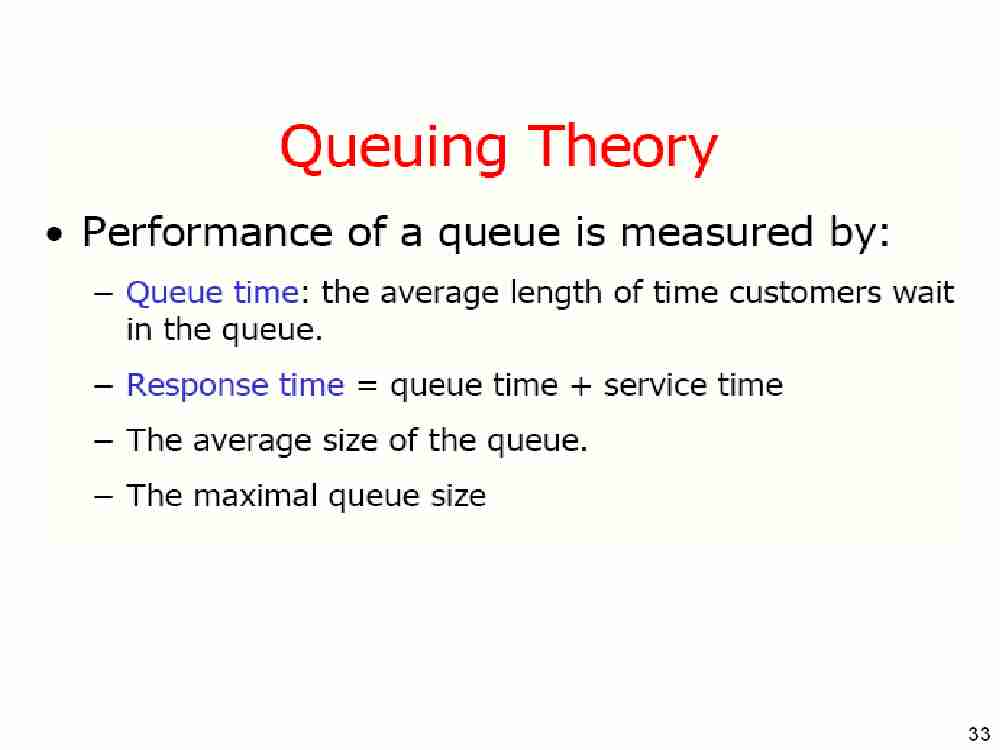 Queuing Theory
• Performance of a queue is measured by:
– Queue time: the average length of time customers wait
in the queue.
– Response time = queue time + service time
– The average size of the queue.
– The maximal queue size
33